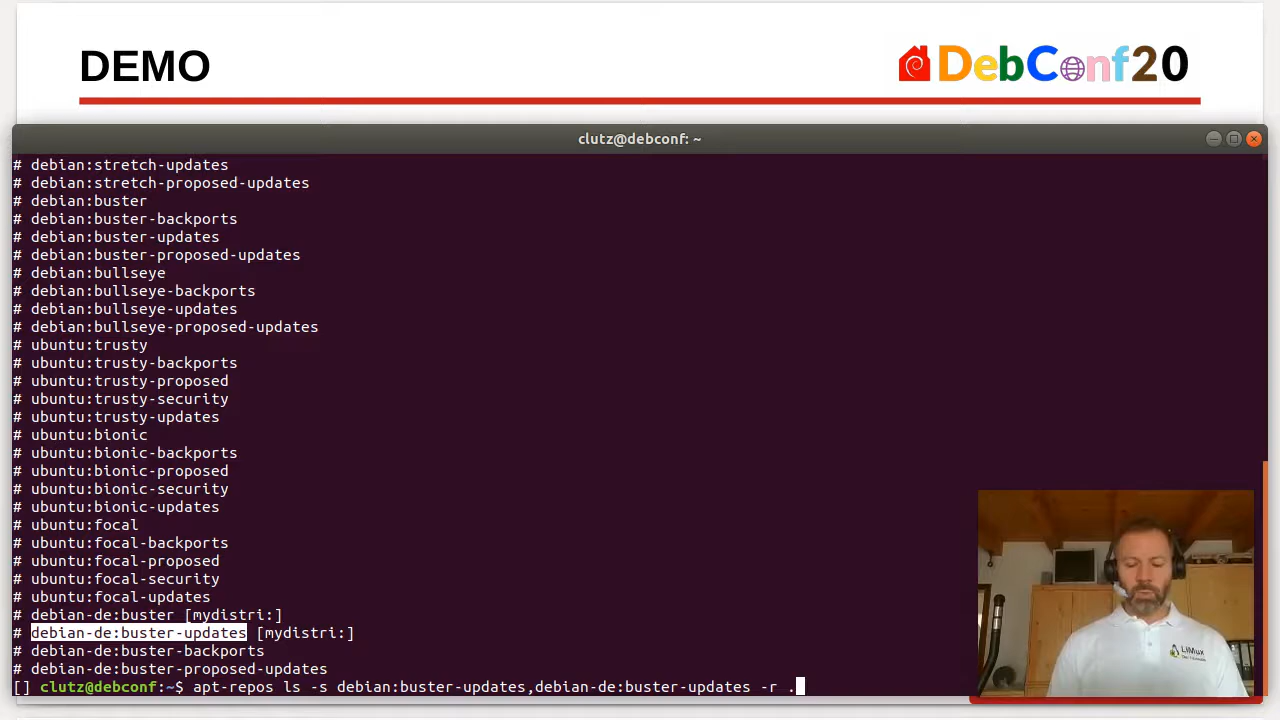 DEMO
DebConf20
clutz@debconf: ~
# debian:stretch-updates
# debian:stretch-proposed-updates
# debian:buster
# debian:buster-backports
# debian:buster-updates
# debian:buster-proposed-updates
# debian:bullseye
# debian:bullseye-backports
# debian:bullseye-updates
# debian:bullseye-proposed-updates
# ubuntu:trusty
# ubuntu:trusty-backports
# ubuntu:trusty-proposed
# ubuntu:trusty-security
# ubuntu:trusty-updates
# ubuntu:bionic
# ubuntu:bionic-backports
# ubuntu:bionic-proposed
# ubuntu:bionic-security
# ubuntu:bionic-updates
# ubuntu:focal
# ubuntu:focal-backports
# ubuntu:focal-proposed
# ubuntu:focal-security
# ubuntu:focal-updates
# debian-de:buster [mydistri:]
# debian-de:buster-updates [mydistri:]
# debian-de:buster-backports
# debian-de:buster-proposed-updates
[] clutz@debconf:~$ apt-repos ls -s debian:buster-updates,debian-de:buster-updates -r .
LiMux